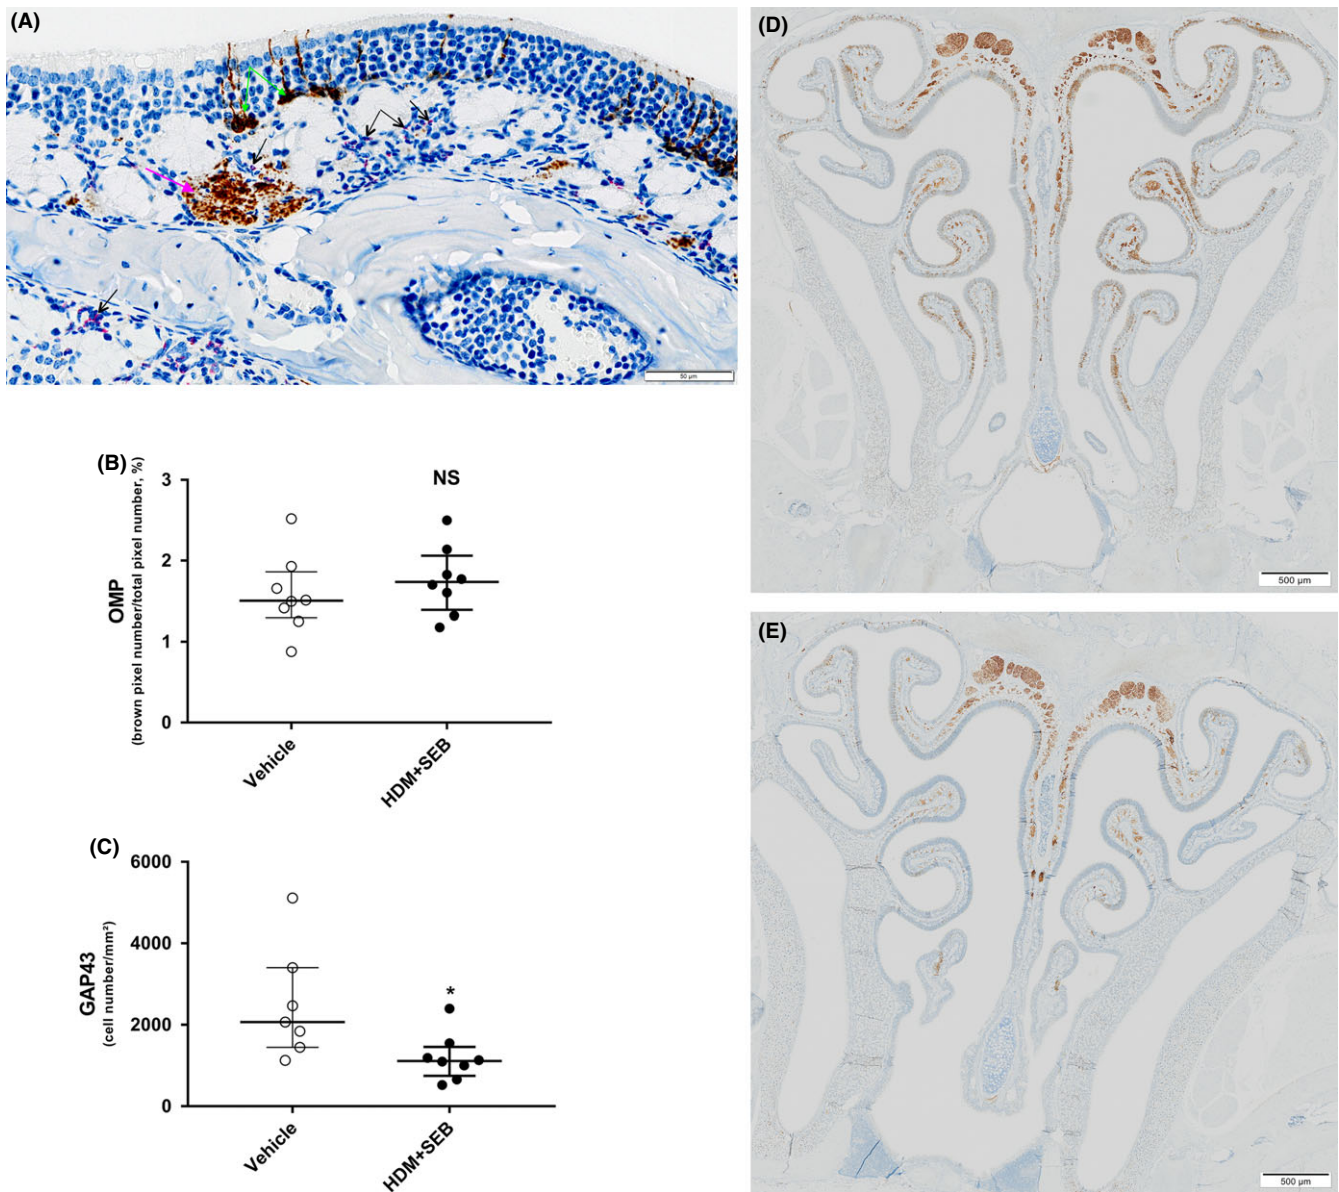 (A)
50 µm
(B)
OMP
(brown pixel number/total pixel number, %)
3
2
1
0
NS
Vehicle
HDM+SEB
(C)
GAP43
(cell number/mm²)
6000
4000
2000
0
*
Vehicle
HDM+SEB
(D)
500 µm
(E)
500 µm